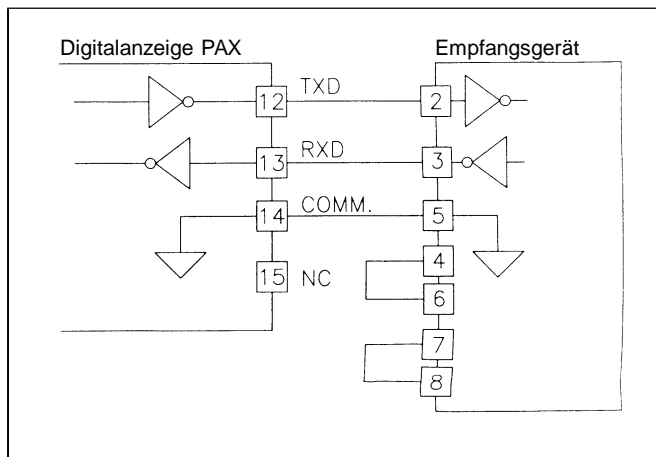 Digitalanzeige PAX
Empfangsgerät
12 TXD 2
13 RXD 3
14 COMM. 5
4
15 NC
6
7
8